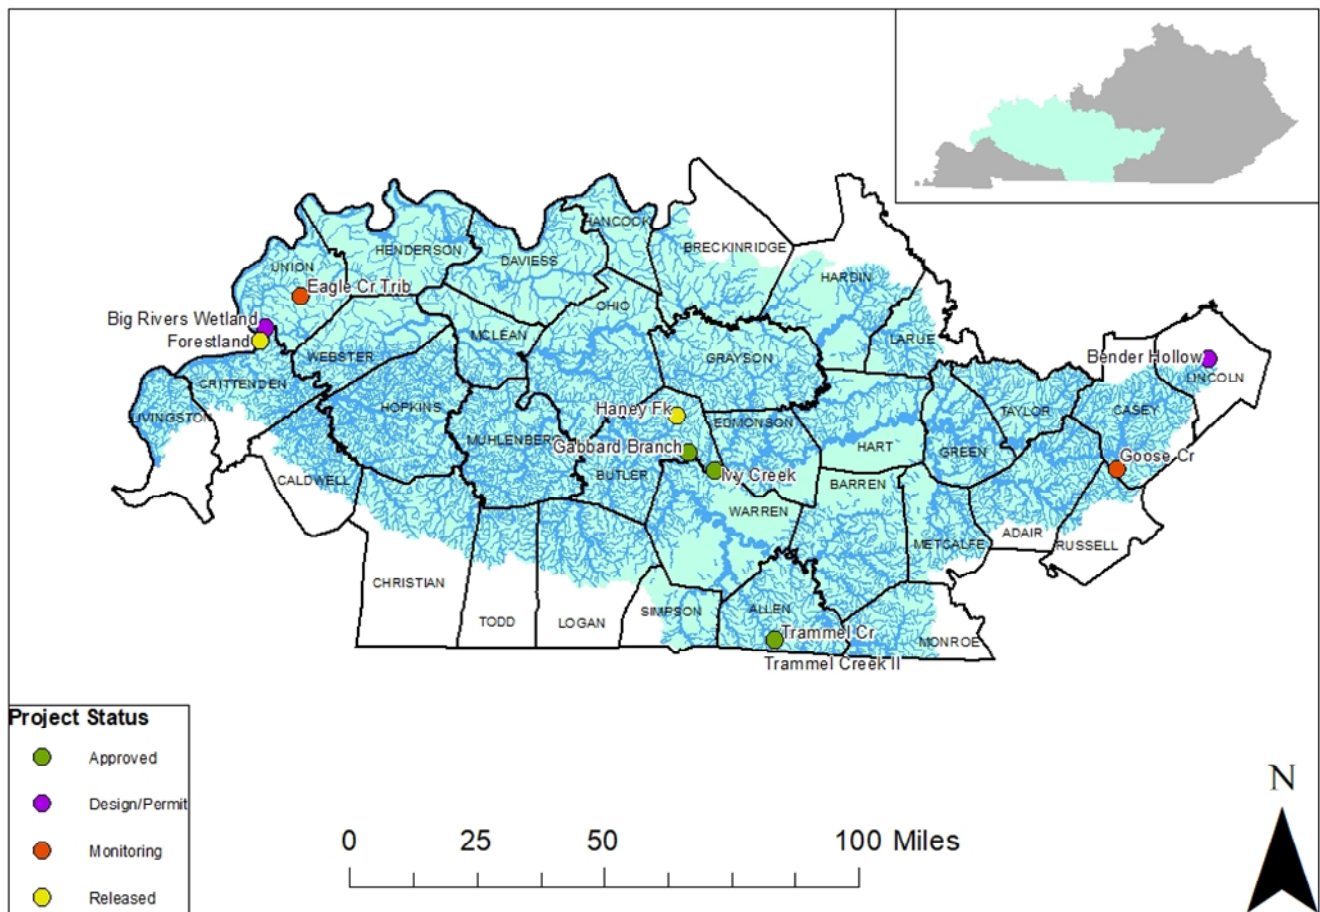 HANCOCK
BRECKINRIDGE
HENDERSON
DAVIESS
UNION
HARDIN
Eagle Cr Trib
OHIO
Big Rivers Wetland
MCLEAN
Forestland
LARUE
WEBSTER
GRAYSON
Bender Hollow
LINCOLN
CRITTENDEN
LIVINGSTON
HOPKINS
Haney Fk
TAYLOR
CASEY
EDMONSON
MUHLENBERG
Gabbard Branch
HART
GREEN
Goose Cr
BUTLER
Ivy Creek
CALDWELL
BARREN
WARREN
ADAIR
METCALFE
RUSSELL
CHRISTIAN
SIMPSON
ALLEN
TODD
LOGAN
Trammel Cr
MONROE
Trammel Creek II
Project Status
Approved
Design/Permit
Monitoring
Released
0 25 50 100 Miles
N